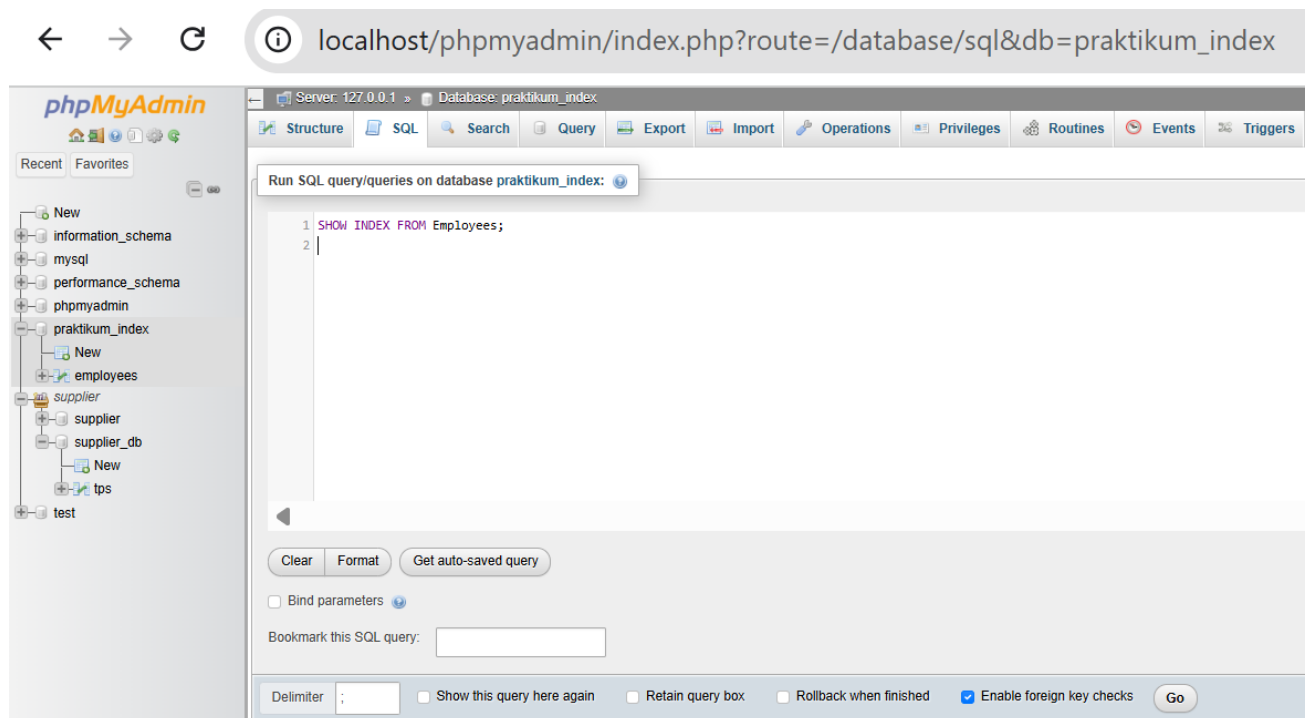 localhost/phpmyadmin/index.php?route=/database/sql&db=praktikum_index
phpMyAdmin
Recent Favorites
New
information_schema
mysql
performance_schema
phpmyadmin
praktikum_index
New
employees
supplier
supplier
supplier_db
New
tps
test
Server: 127.0.0.1 » Database: praktikum_index
Structure SQL Search Query Export Import Operations Privileges Routines Events Triggers
Run SQL query/queries on database praktikum_index:
1 SHOW INDEX FROM Employees;
2
Clear Format Get auto-saved query
Bind parameters
Bookmark this SQL query:
Delimiter ; Show this query here again Retain query box Rollback when finished Enable foreign key checks Go